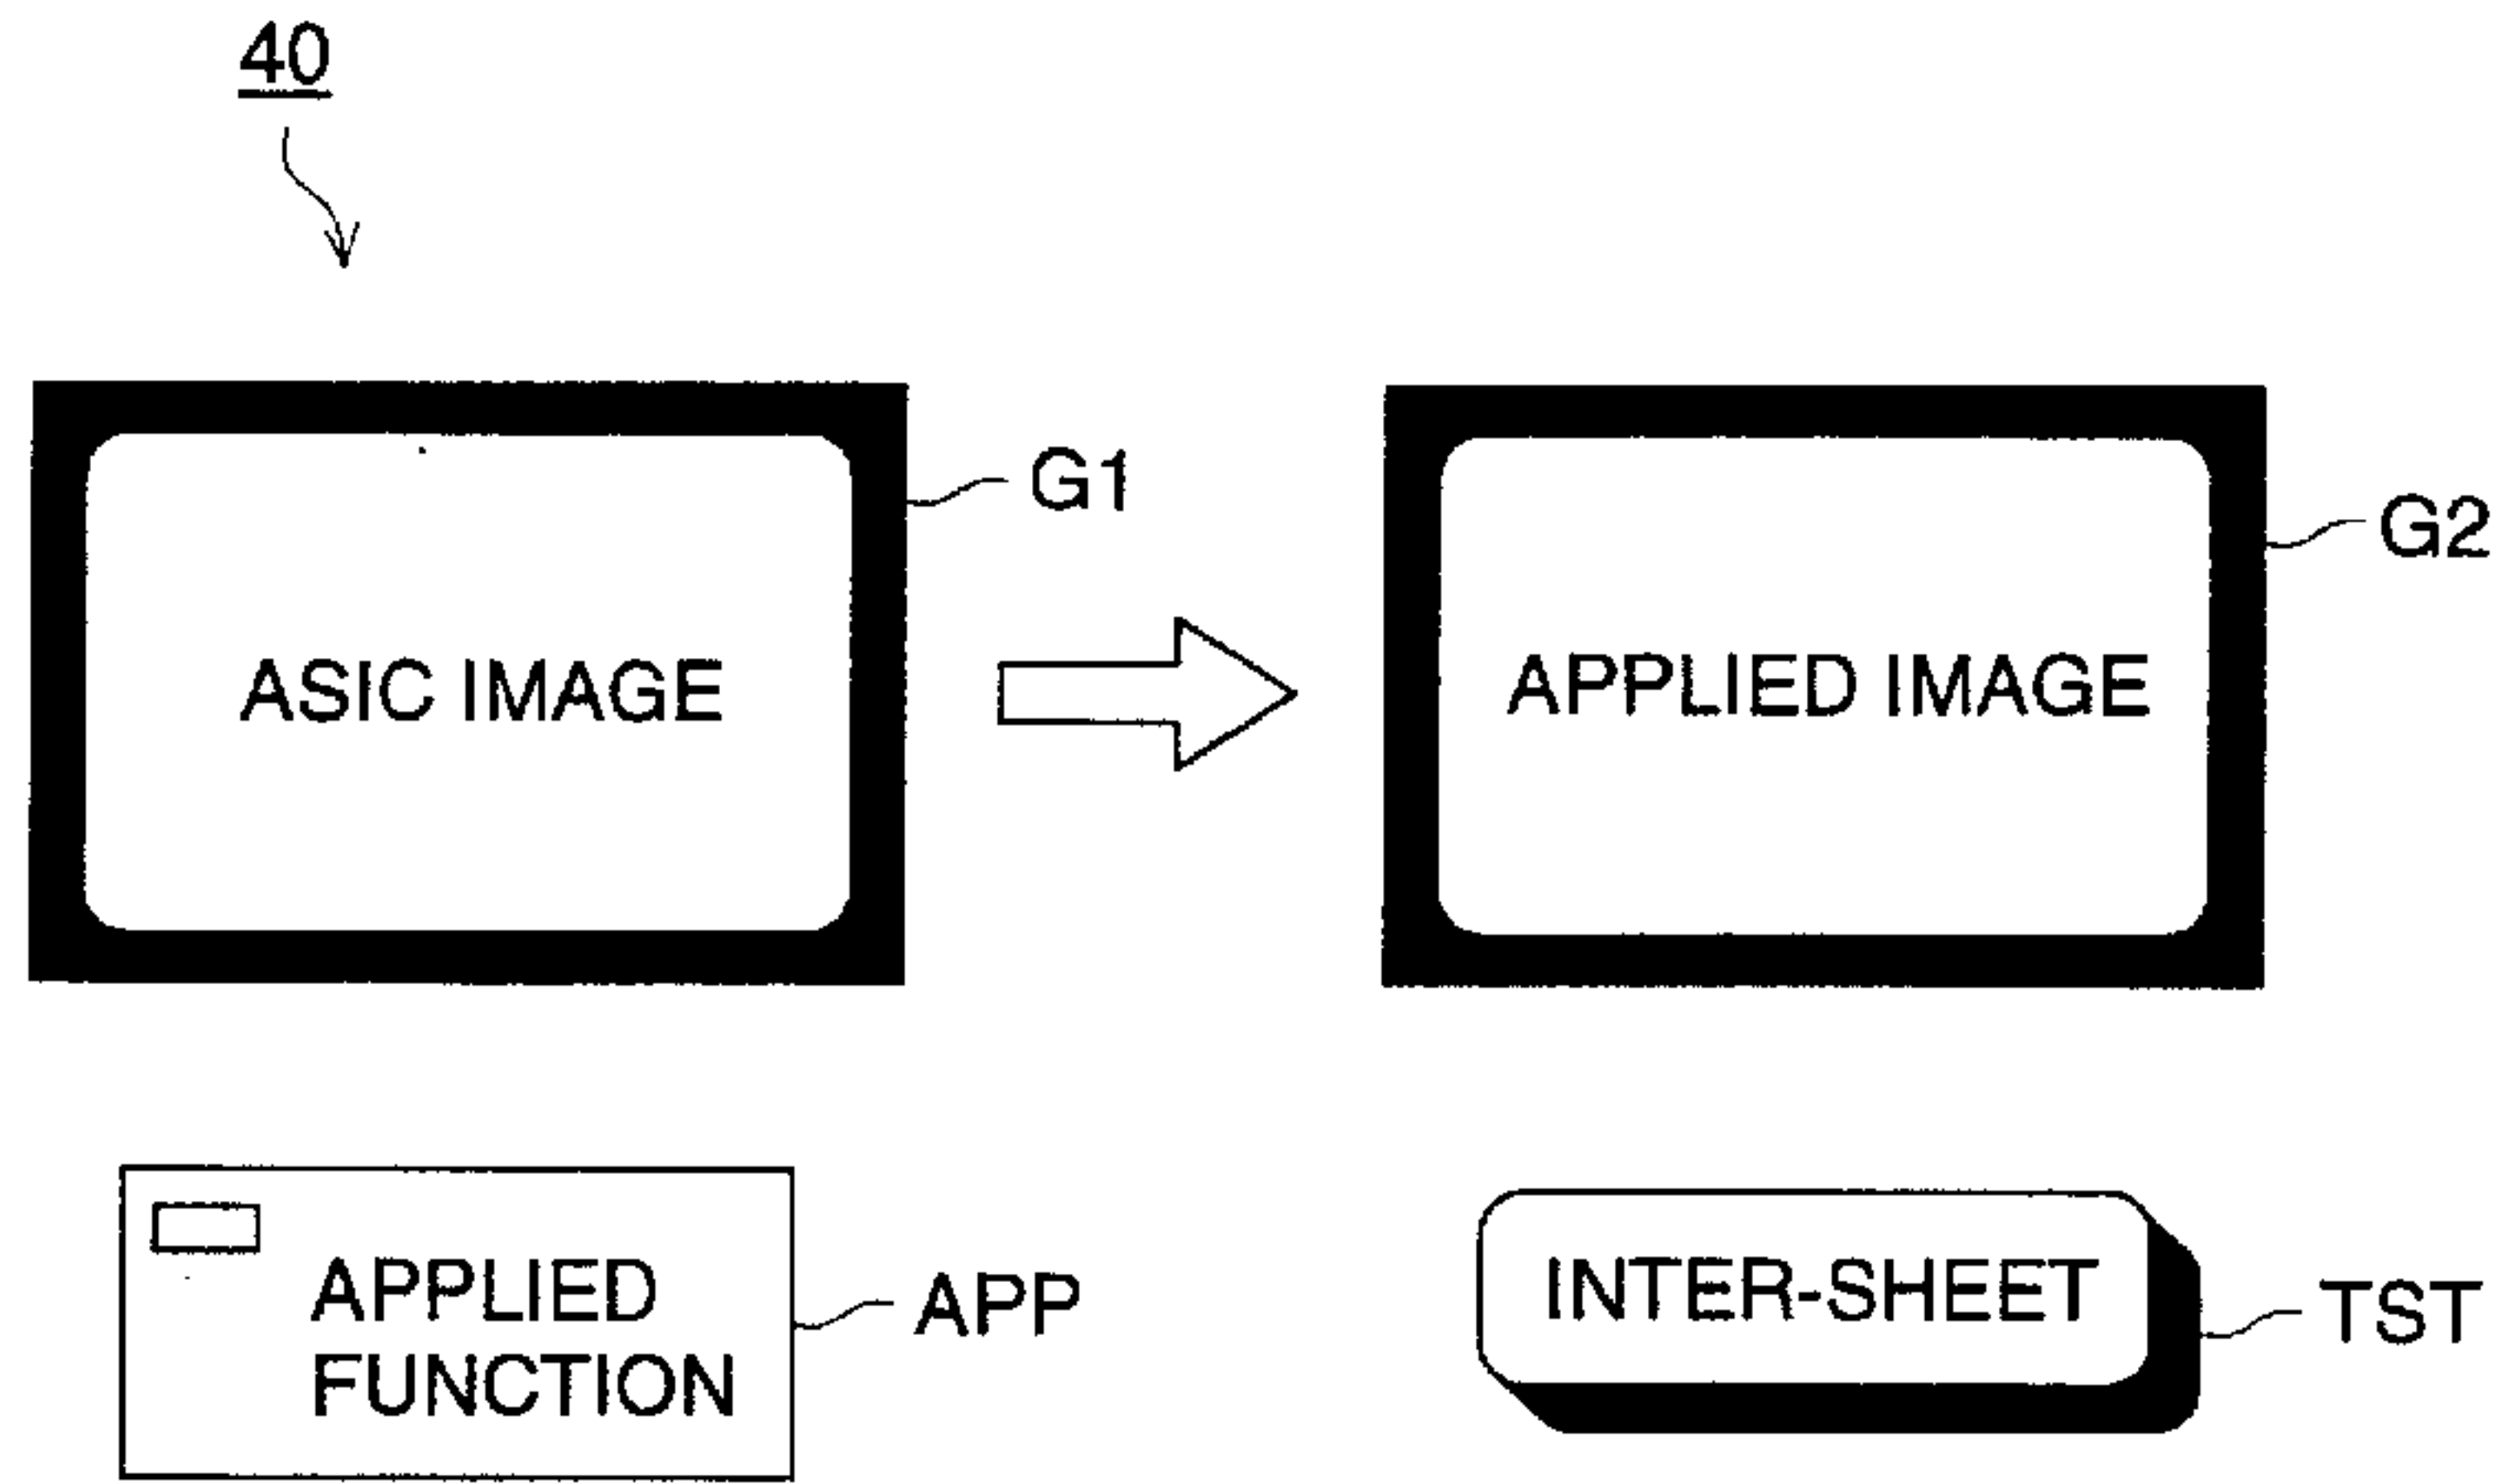 40
G1
G2
ASIC IMAGE
APPLIED IMAGE
APPLIED
FUNCTION
APP
INTER-SHEET
TST